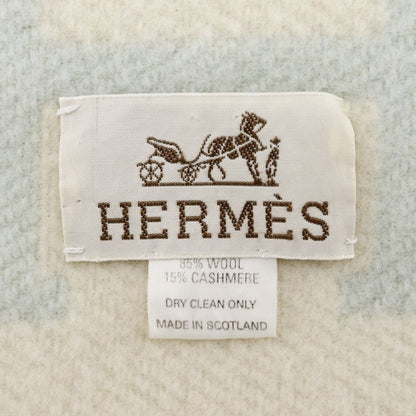 HERMÈS
85% WOOL
15% CASHMERE
DRY CLEAN ONLY
MADE IN SCOTLAND